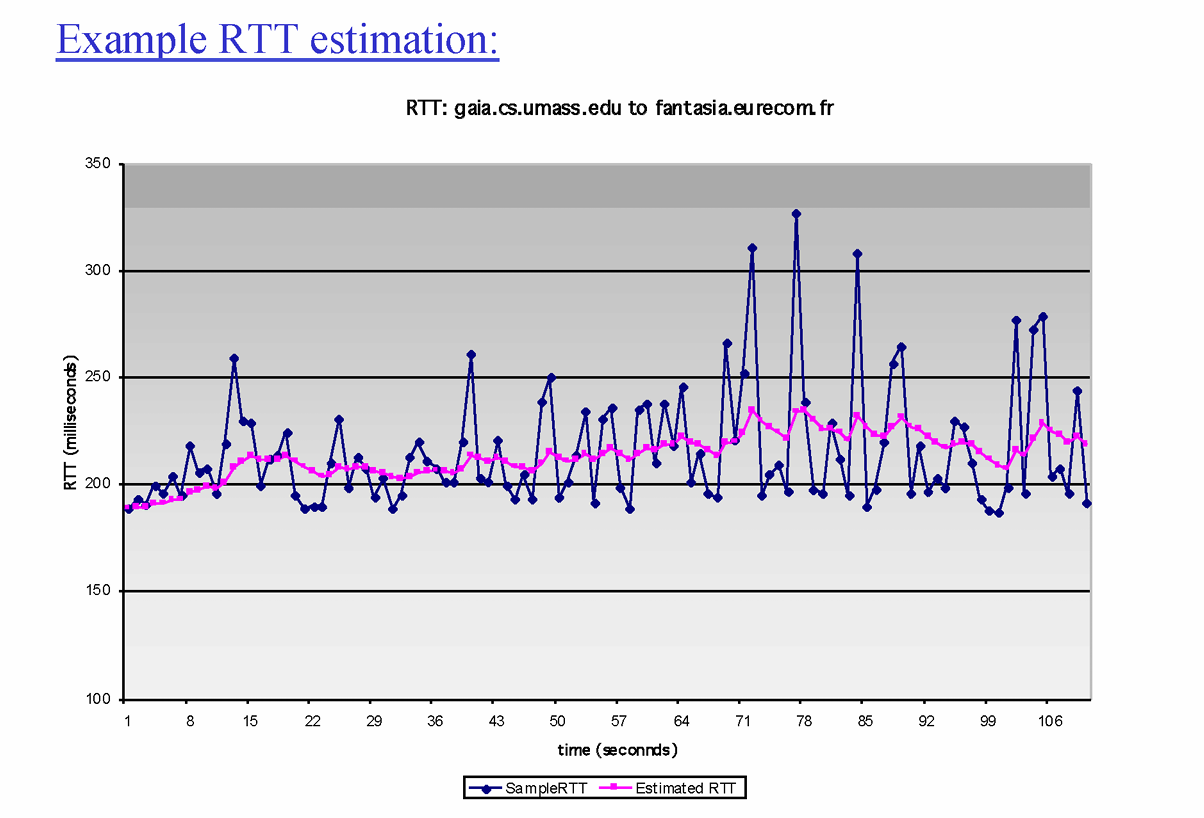 Example RTT estimation:
RTT: gaia.cs.umass.edu to fantasia.eurecom.fr
350
300
250
200
150
100
RTT (milliseconds)
1 8 15 22 29 36 43 50 57 64 71 78 85 92 99 106
time (seconnds)
SampleRTT Estimated RTT